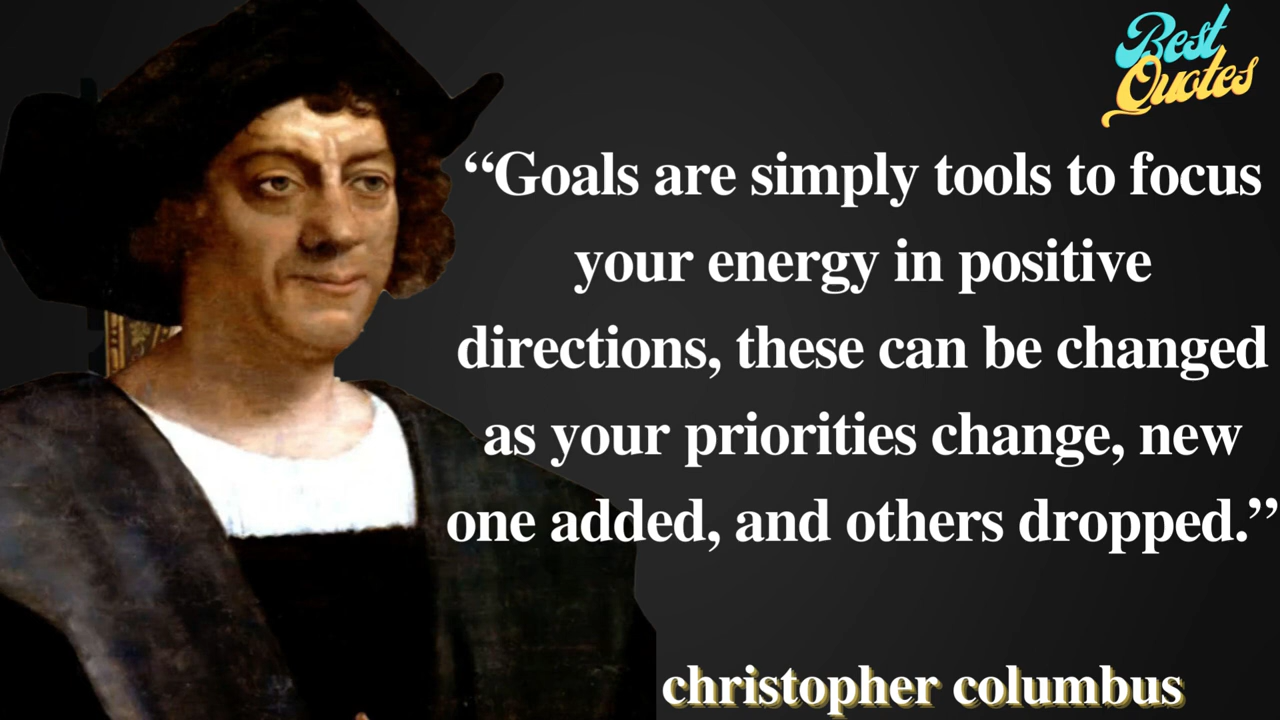 Best
Quotes
“Goals are simply tools to focus
your energy in positive
directions, these can be changed
as your priorities change, new
one added, and others dropped.”
christopher columbus